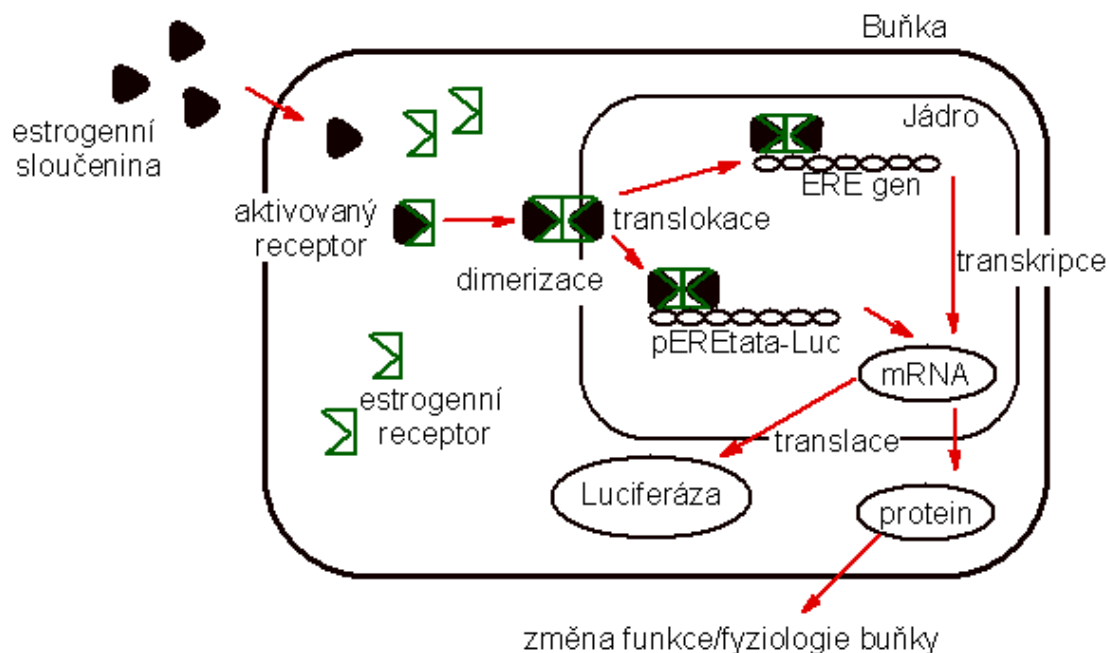 Buňka
Jádro
estrogenní
sloučenina
ERE gen
aktivovaný
receptor
translokace
dimerizace
transkripce
pEREtata-Luc
mRNA
estrogenní
receptor
translace
Luciferáza
protein
změna funkce/fyziologie buňky